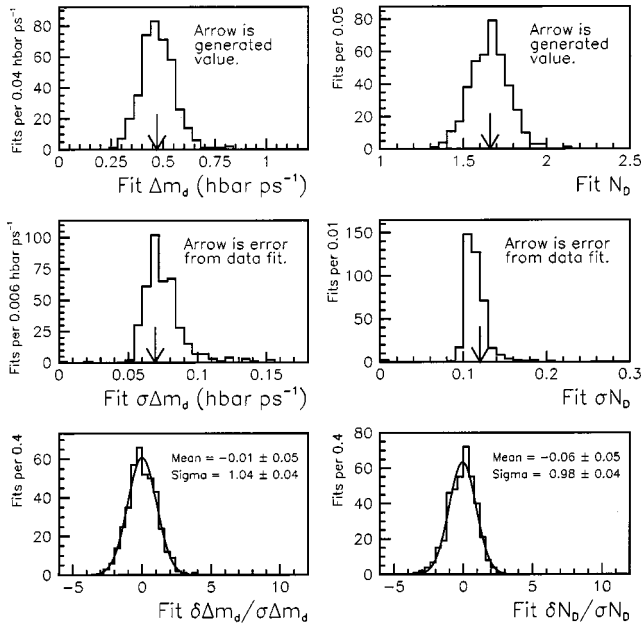 Fits per 0.04 hbar ps⁻¹
80
60
40
20
0
Arrow is
generated
value.
0 0.25 0.5 0.75 1
Fit Δm_d (hbar ps⁻¹)
Fits per 0.05
80
60
40
20
0
Arrow is
generated
value.
1 1.5 2 2.5
Fit N_D
Fits per 0.006 hbar ps⁻¹
100
75
50
25
0
Arrow is error
from data fit.
0 0.05 0.1 0.15
Fit σΔm_d (hbar ps⁻¹)
Fits per 0.01
150
100
50
0
Arrow is error
from data fit.
0 0.1 0.2 0.3
Fit σN_D
Fits per 0.4
60
40
20
0
Mean = −0.01 ± 0.05
Sigma = 1.04 ± 0.04
−5 0 5 10
Fit δΔm_d/σΔm_d
Fits per 0.4
80
60
40
20
0
Mean = −0.06 ± 0.05
Sigma = 0.98 ± 0.04
−5 0 5 10
Fit δN_D/σN_D